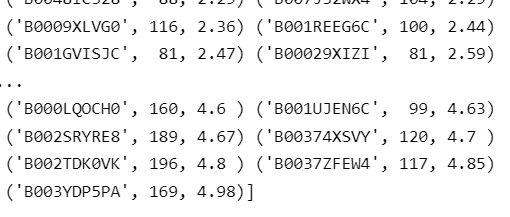 ('B0009XLVG0', 116, 2.36) ('B001REEG6C', 100, 2.44)
('B001GVISJC', 81, 2.47) ('B00029XIZI', 81, 2.59)
...
('B000LQOCH0', 160, 4.6 ) ('B001UJEN6C', 99, 4.63)
('B002SRYRE8', 189, 4.67) ('B00374XSVY', 120, 4.7 )
('B002TDK0VK', 196, 4.8 ) ('B0037ZFEW4', 117, 4.85)
('B003YDP5PA', 169, 4.98)]